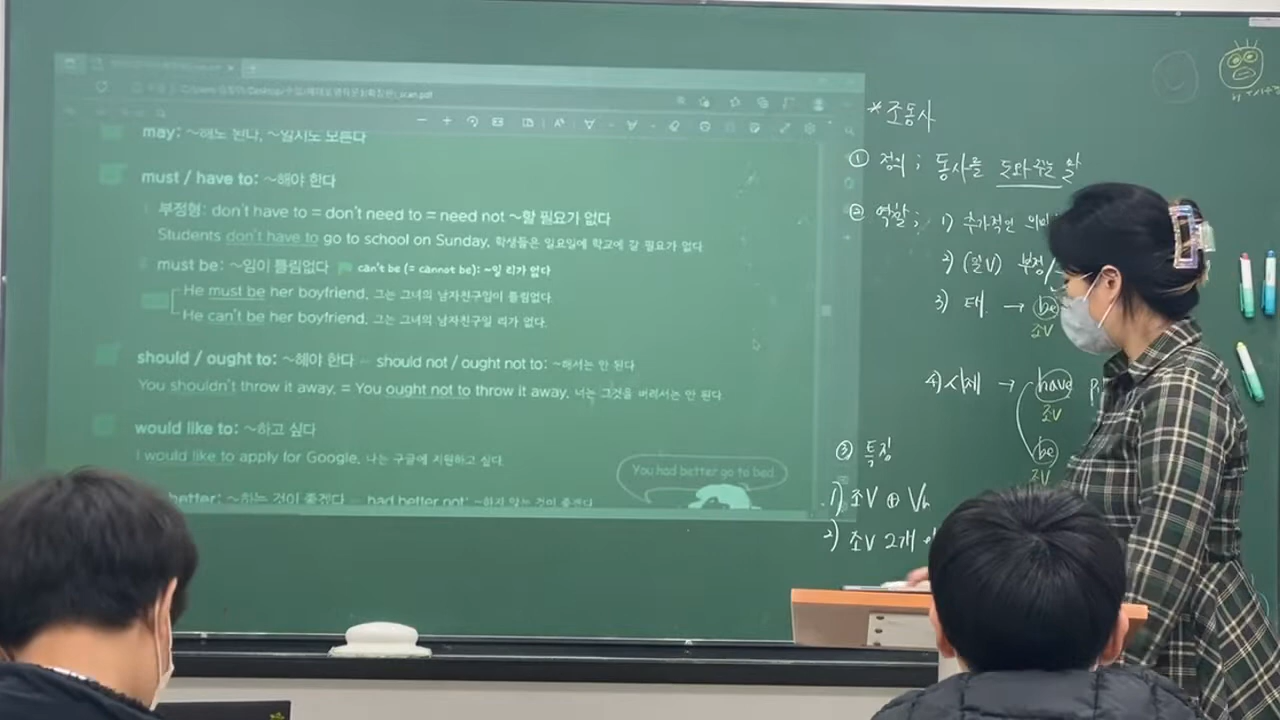 scan.pdf
may: ~해도 된다, ~일지도 모른다
must / have to: ~해야 한다
부정형: don't have to = don't need to = need not ~할 필요가 없다
Students don't have to go to school on Sunday. 학생들은 일요일에 학교에 갈 필요가 없다
must be: ~임이 틀림없다 can't be (= cannot be): ~일 리가 없다
He must be her boyfriend. 그는 그녀의 남자친구임이 틀림없다.
He can't be her boyfriend. 그는 그녀의 남자친구일 리가 없다.
should / ought to: ~해야 한다 - should not / ought not to: ~해서는 안 된다
You shouldn't throw it away. = You ought not to throw it away. 너는 그것을 버려서는 안 된다
would like to: ~하고 싶다
I would like to apply for Google. 나는 구글에 지원하고 싶다.
You had better go to bed.
better: ~하는 것이 좋겠다 - had better not: ~하지 않는 것이 좋겠다
*조동사
① 정의; 동사를 도와주는 말
② 역할; 1) 추가적인 의미
2) (일V) 부정/
3) 태 → be
조V
4) 시제 → have
조V
be
조V
③ 특징
1) 조V ⊕ V
2) 조V 2개